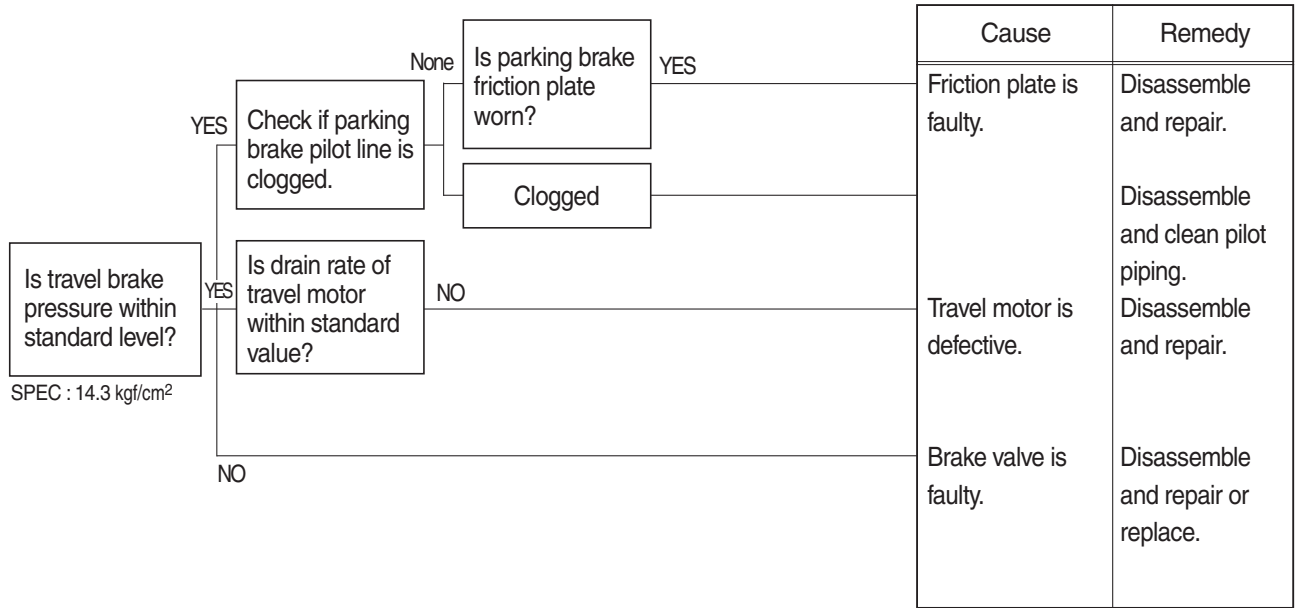 Is travel brake
pressure within
standard level?
SPEC : 14.3 kgf/cm2
YES
Check if parking
brake pilot line is
clogged.
None
Is parking brake
friction plate
worn?
YES
Clogged
YES
Is drain rate of
travel motor
within standard
value?
NO
NO
Cause
Remedy
Friction plate is
faulty.
Disassemble
and repair.
Disassemble
and clean pilot
piping.
Travel motor is
defective.
Disassemble
and repair.
Brake valve is
faulty.
Disassemble
and repair or
replace.